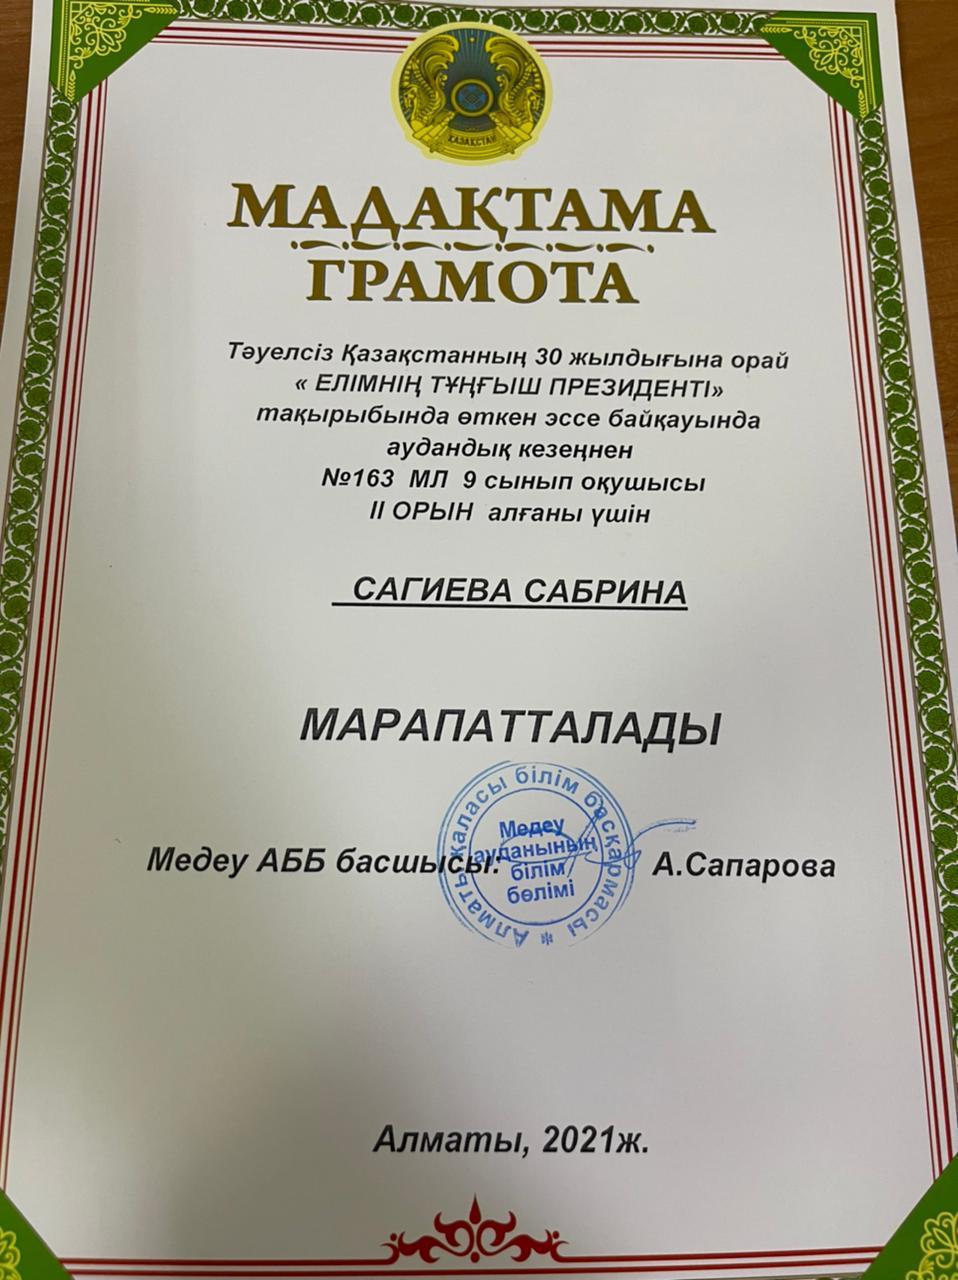 ҚАЗАҚСТАН
МАДАҚТАМА
ГРАМОТА
Тәуелсіз Қазақстанның 30 жылдығына орай
« ЕЛІМНІҢ ТҰҢҒЫШ ПРЕЗИДЕНТІ»
тақырыбында өткен эссе байқауында
аудандық кезеңнен
№163 МЛ 9 сынып оқушысы
ІІ ОРЫН алғаны үшін
САГИЕВА САБРИНА
МАРАПАТТАЛАДЫ
Медеу АББ басшысы: А.Сапарова
Алматы қаласы білім басқармасы *
Медеу
ауданының
білім
бөлімі
Алматы, 2021ж.